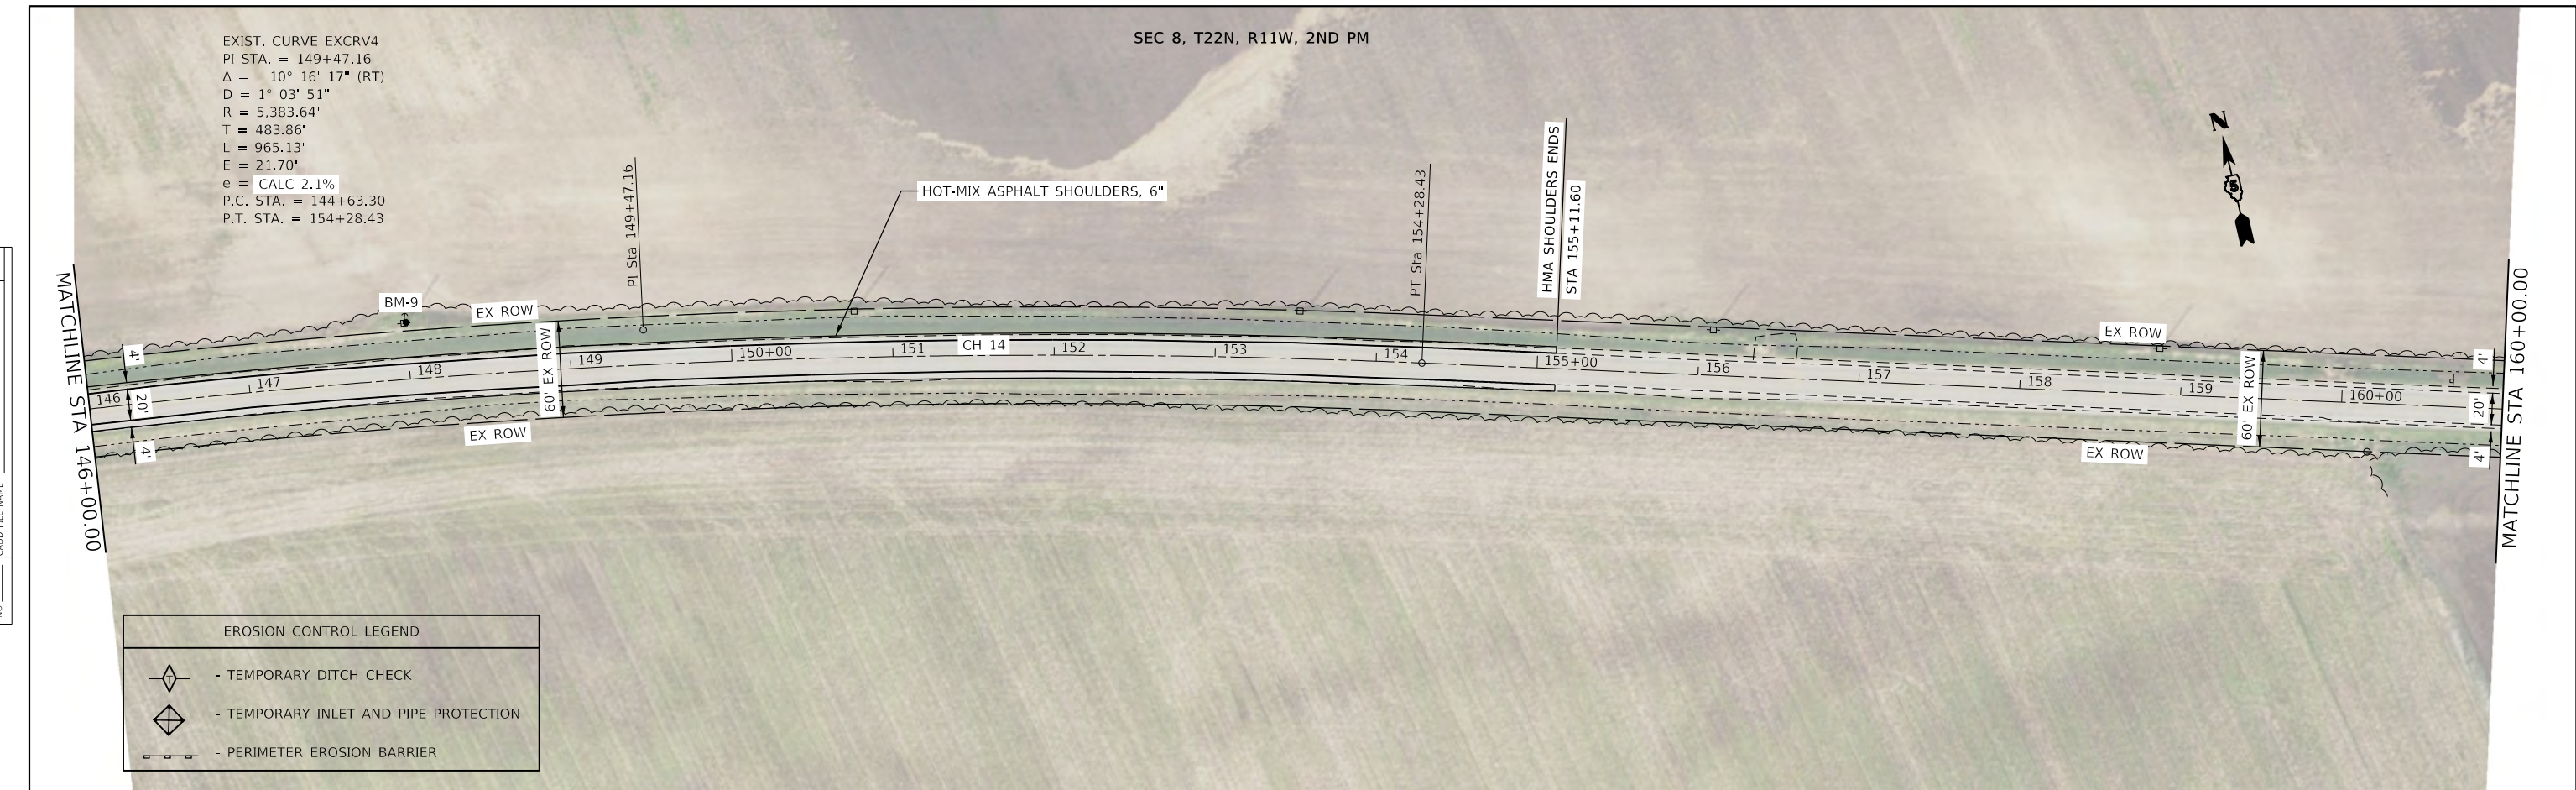 SEC 8, T22N, R11W, 2ND PM
EXIST. CURVE EXCRV4
PI STA. = 149+47.16
Δ = 10° 16' 17" (RT)
D = 1° 03' 51"
R = 5,383.64'
T = 483.86'
L = 965.13'
E = 21.70'
e = CALC 2.1%
P.C. STA. = 144+63.30
P.T. STA. = 154+28.43
N
5
HOT-MIX ASPHALT SHOULDERS, 6"
PI Sta 149+47.16
PT Sta 154+28.43
HMA SHOULDERS ENDS
STA 155+11.60
MATCHLINE STA 146+00.00
MATCHLINE STA 160+00.00
BM-9
EX ROW
EX ROW
60' EX ROW
60' EX ROW
CH 14
4'
20'
4'
4'
20'
4'
146
147
148
149
150+00
151
152
153
154
155+00
156
157
158
159
160+00
EX ROW
EX ROW
EROSION CONTROL LEGEND
T
- TEMPORARY DITCH CHECK
- TEMPORARY INLET AND PIPE PROTECTION
- PERIMETER EROSION BARRIER